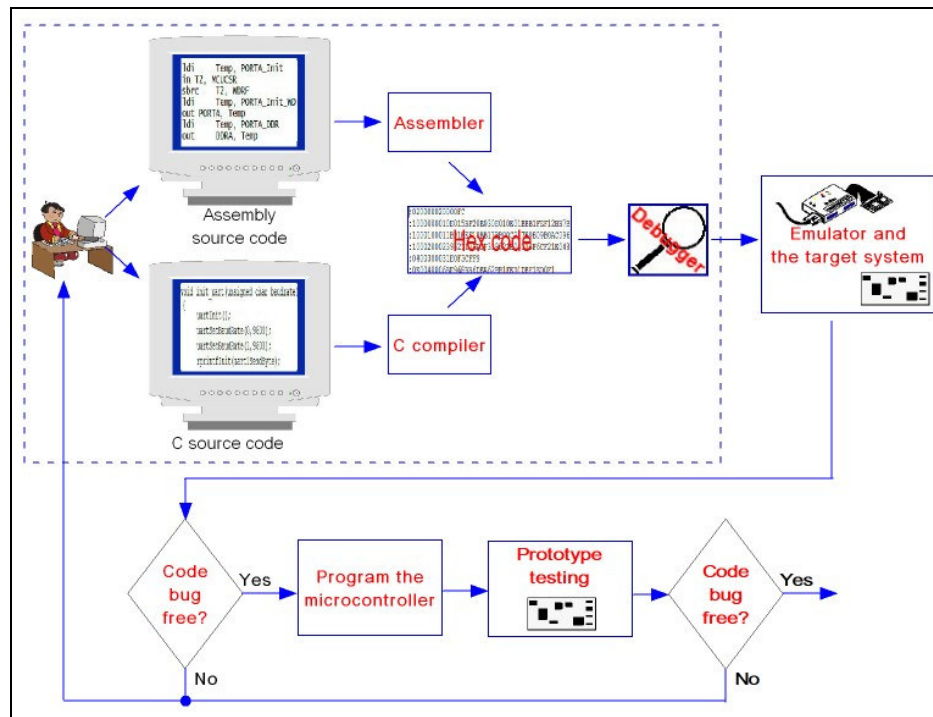 ldi Temp, PORTA_Init
in T2, MCUCSR
sbrc T2, WDRF
ldi Temp, PORTA_Init_WD
out PORTA, Temp
ldi Temp, PORTA_DDR
out DDRA, Temp
Assembly
source code
Assembler
Hex code
Debugger
Emulator and
the target system
void init_uart(unsigned char baudrate)
{
uartInit();
uartSetBaudRate(0,9600);
uartSetBaudRate(1,9600);
rprintfInit(uart1SendByte);
C source code
C compiler
Code
bug
free?
Yes
No
Program the
microcontroller
Prototype
testing
Code
bug
free?
Yes
No